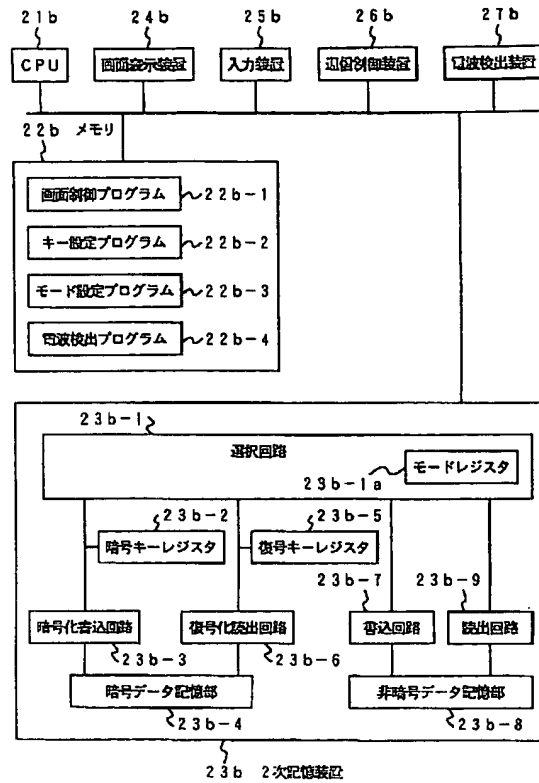 21b 24b 25b 26b 27b
CPU 画面表示装置 入力装置 通信制御装置 電波検出装置
22b メモリ
画面制御プログラム 22b-1
キー設定プログラム 22b-2
モード設定プログラム 22b-3
電波検出プログラム 22b-4
23b-1
選択回路
モードレジスタ
23b-1a
23b-2 23b-5
暗号キーレジスタ 復号キーレジスタ
23b-7 23b-9
暗号化書込回路 復号化読出回路 書込回路 読出回路
23b-3 23b-6
暗号データ記憶部 非暗号データ記憶部
23b-4 23b-8
23b 2次記憶装置